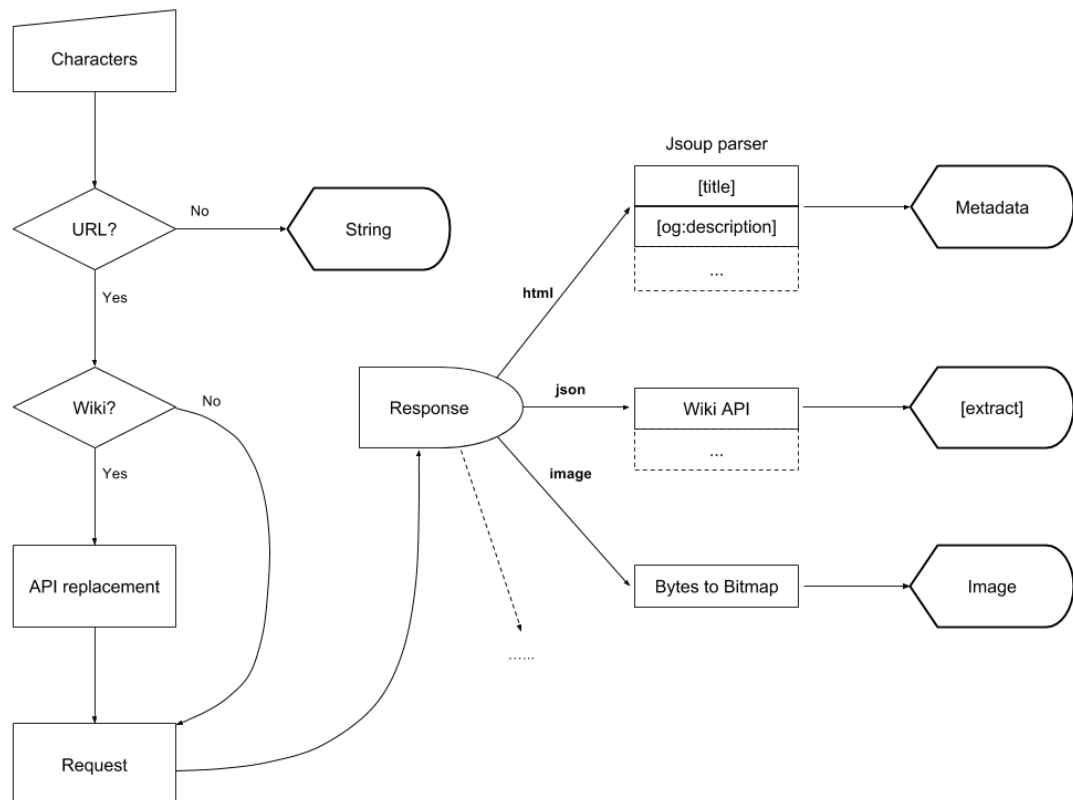 Characters
URL?
No
String
Yes
Wiki?
No
Yes
API replacement
Request
Response
html
json
image
......
Jsoup parser
[title]
[og:description]
...
Metadata
Wiki API
...
[extract]
Bytes to Bitmap
Image